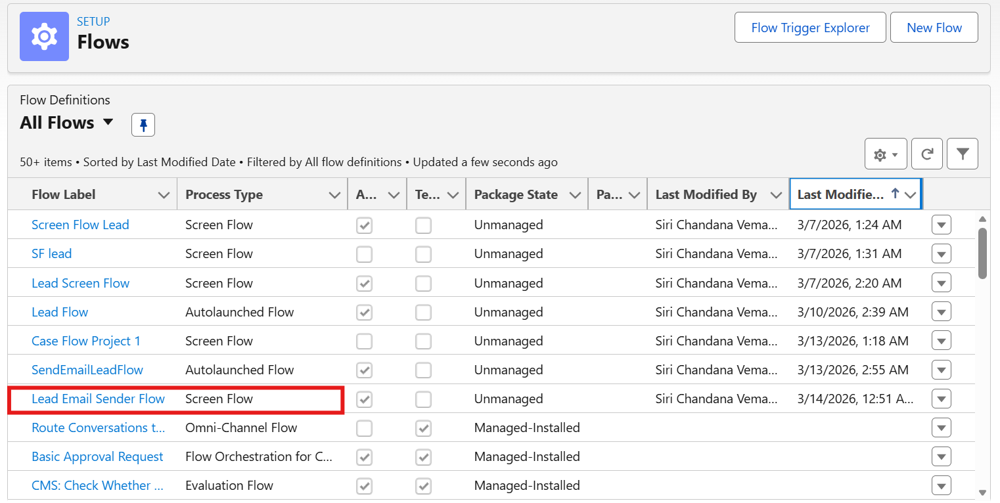 SETUP
Flows
Flow Trigger Explorer
New Flow
Flow Definitions
All Flows
50+ items • Sorted by Last Modified Date • Filtered by All flow definitions • Updated a few seconds ago
Flow Label Process Type A... Te... Package State Pa... Last Modified By Last Modifie...
Screen Flow Lead Screen Flow Unmanaged Siri Chandana Vema... 3/7/2026, 1:24 AM
SF lead Screen Flow Unmanaged Siri Chandana Vema... 3/7/2026, 1:31 AM
Lead Screen Flow Screen Flow Unmanaged Siri Chandana Vema... 3/7/2026, 2:20 AM
Lead Flow Autolaunched Flow Unmanaged Siri Chandana Vema... 3/10/2026, 2:39 AM
Case Flow Project 1 Screen Flow Unmanaged Siri Chandana Vema... 3/13/2026, 1:18 AM
SendEmailLeadFlow Autolaunched Flow Unmanaged Siri Chandana Vema... 3/13/2026, 2:55 AM
Lead Email Sender Flow Screen Flow Unmanaged Siri Chandana Vema... 3/14/2026, 12:51 A...
Route Conversations t... Omni-Channel Flow Managed-Installed
Basic Approval Request Flow Orchestration for C... Managed-Installed
CMS: Check Whether ... Evaluation Flow Managed-Installed